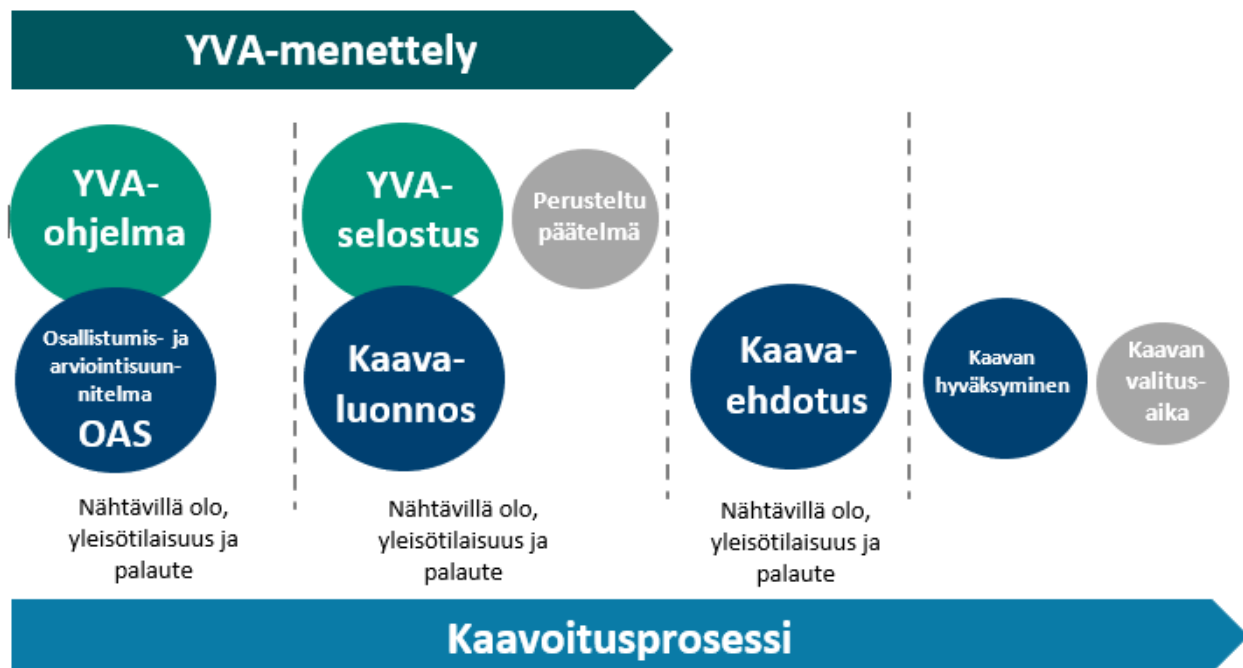 YVA-menettely
YVA-
ohjelma
YVA-
selostus
Perusteltu
päätelmä
Osallistumis- ja
arviointisuun-
nitelma
OAS
Kaava-
luonnos
Kaava-
ehdotus
Kaavan
hyväksyminen
Kaavan
valitus-
aika
Nähtävillä olo,
yleisötilaisuus ja
palaute
Nähtävillä olo,
yleisötilaisuus ja
palaute
Nähtävillä olo,
yleisötilaisuus ja
palaute
Kaavoitusprosessi